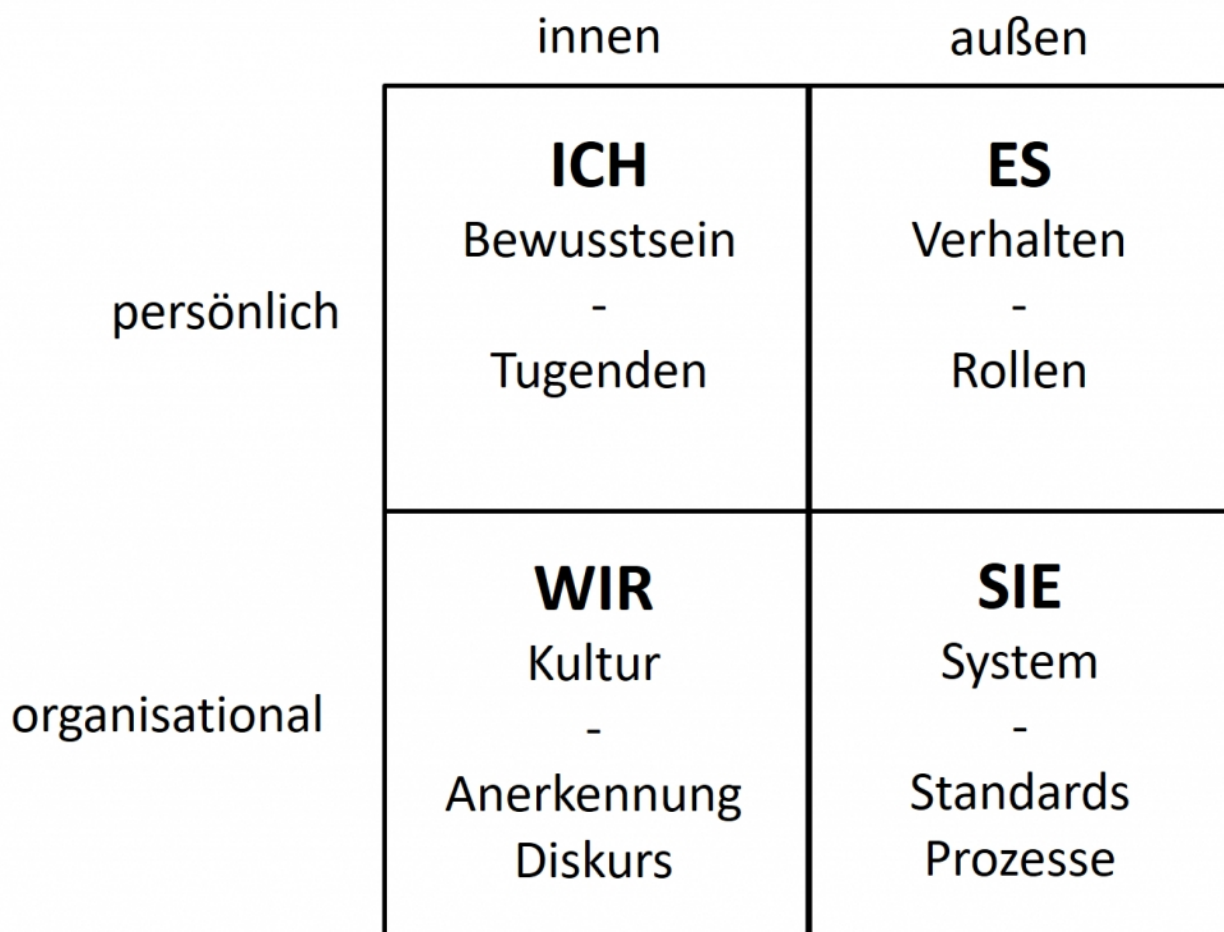 innen außen
ICH
Bewusstsein
-
Tugenden
ES
Verhalten
-
Rollen
persönlich
WIR
Kultur
-
Anerkennung
Diskurs
SIE
System
-
Standards
Prozesse
organisational